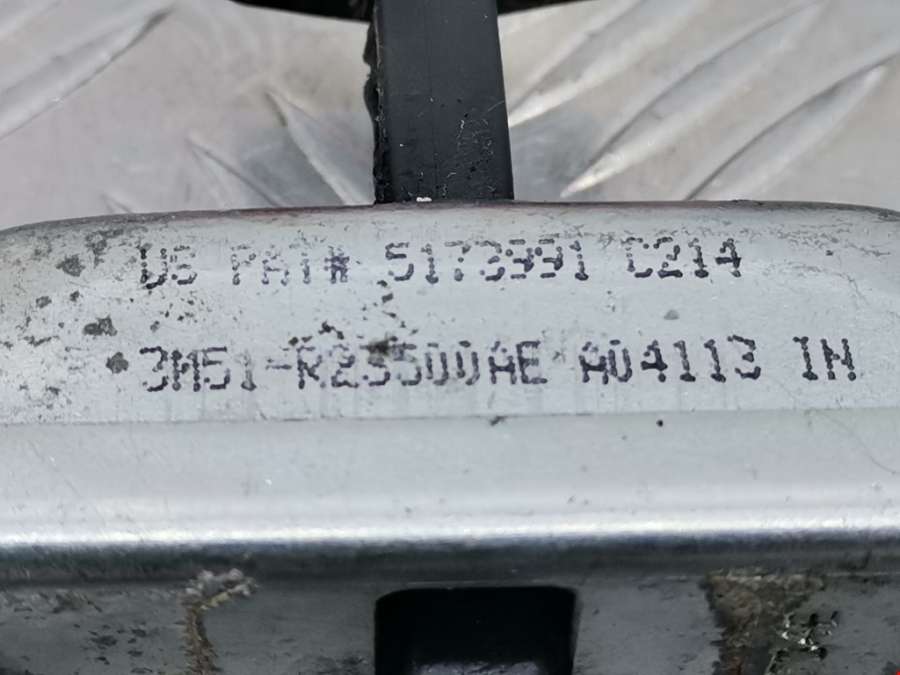 US PAT# 5173991 C214
3M51-R23500AE A04113 IN